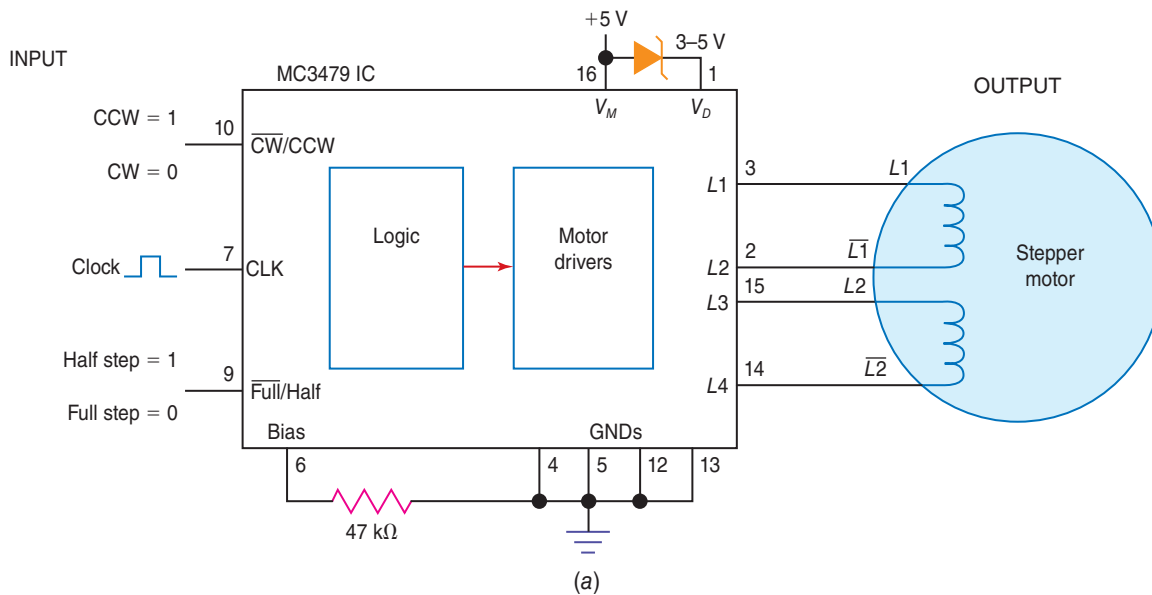 +5 V
3–5 V
INPUT
MC3479 IC
16
1
OUTPUT
V_M
V_D
CCW = 1
10
C̅W̅/CCW
CW = 0
3
L1
L1
Logic
Motor
drivers
7
Clock
CLK
2
L2
L̅1̅
Stepper
motor
15
L3
L2
Half step = 1
9
F̅u̅l̅l̅/Half
14
L4
L̅2̅
Full step = 0
Bias
GNDs
6
4
5
12
13
47 kΩ
(a)